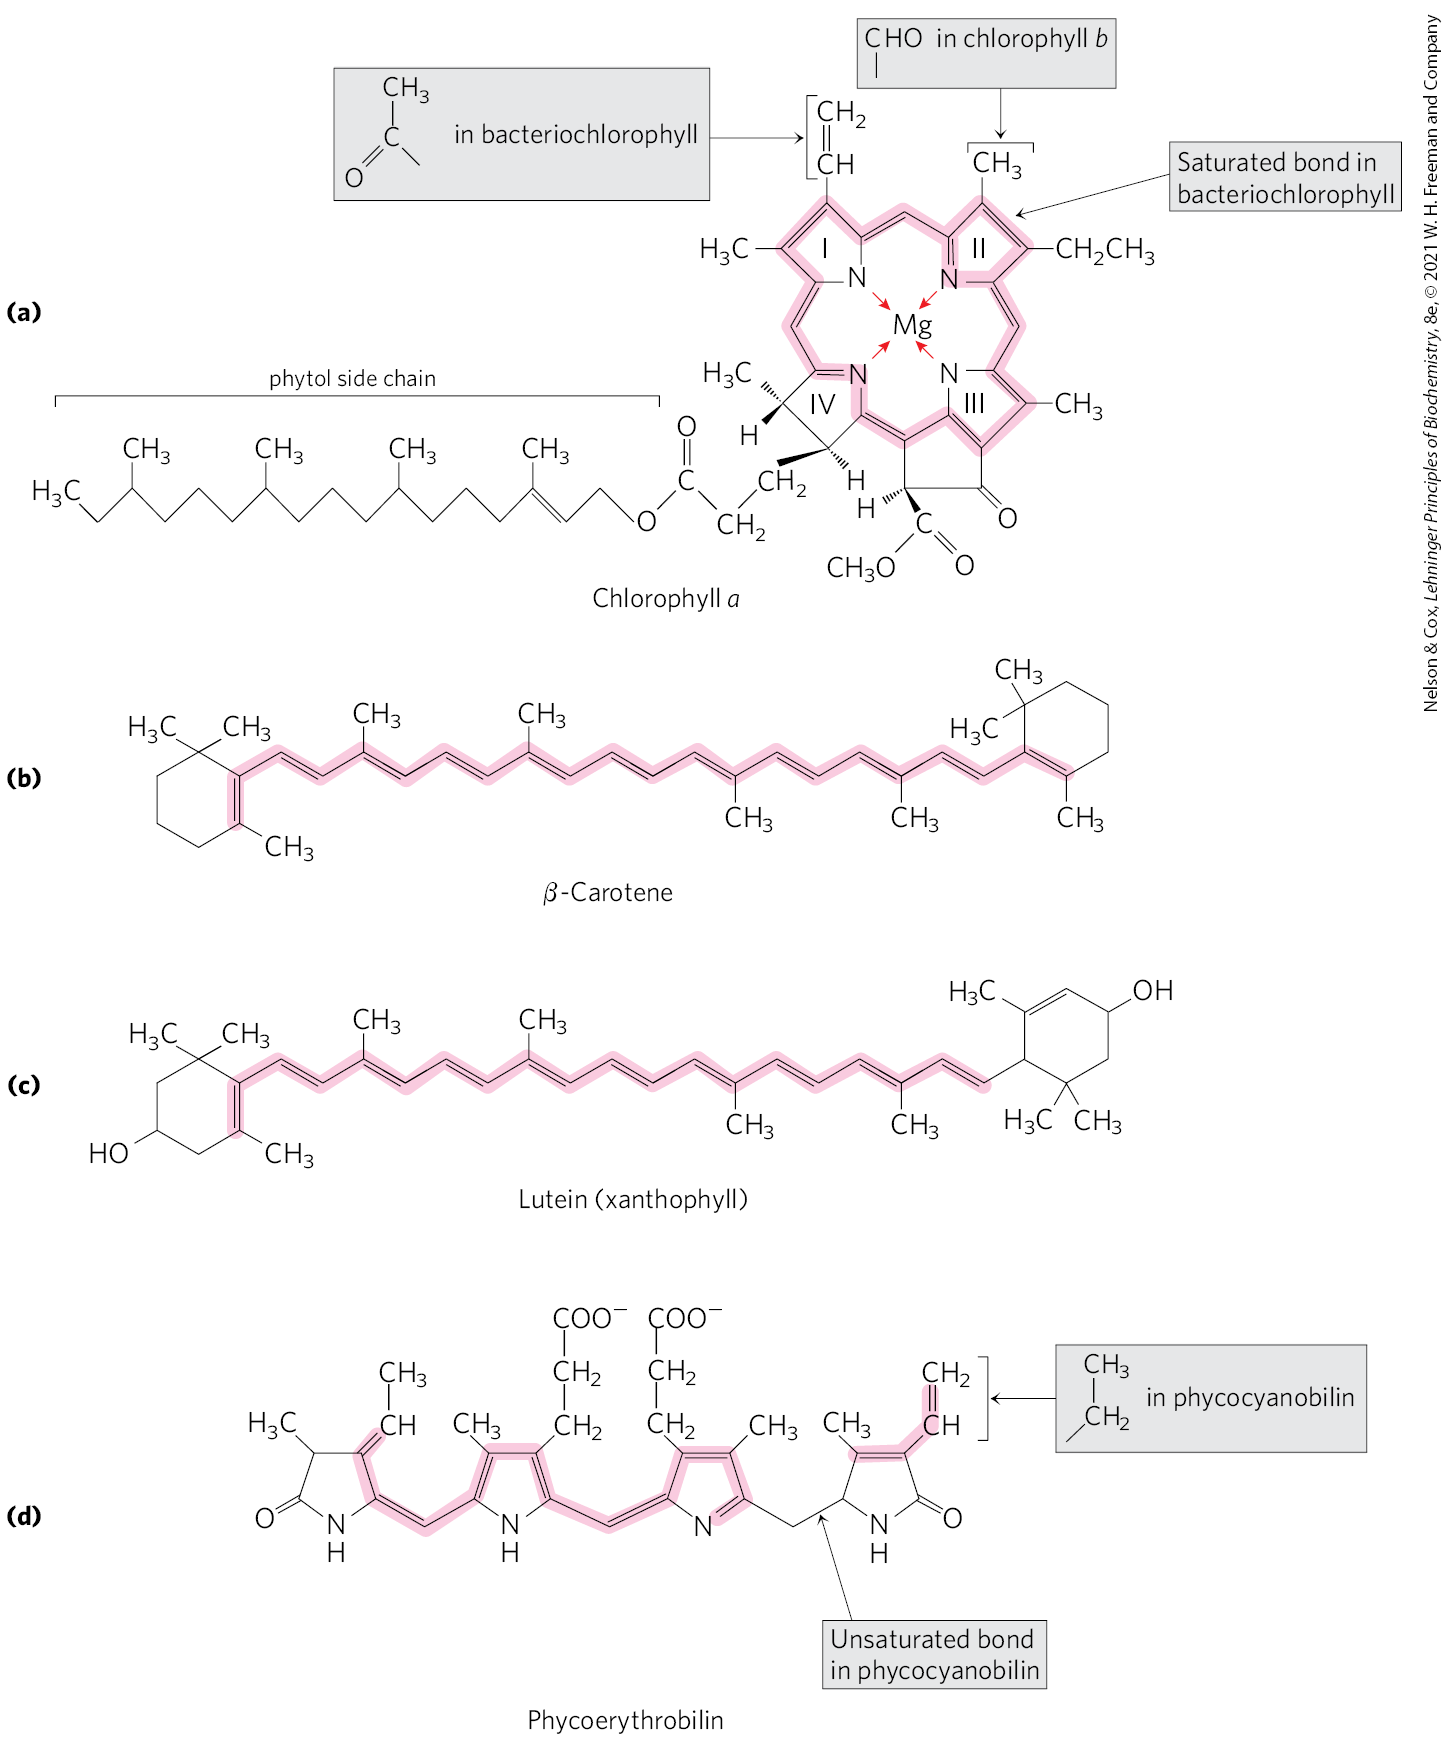 CHO in chlorophyll b
CH₃
C
O
in bacteriochlorophyll
CH₂
CH
CH₃
Saturated bond in
bacteriochlorophyll
H₃C
I
II
CH₂CH₃
N
N
(a)
Mg
phytol side chain
H₃C
N
N
IV
III
CH₃
H
O
CH₃
CH₃
CH₃
CH₃
H₃C
C
CH₂
H
H
O
O
CH₂
C
CH₃O
O
Chlorophyll a
CH₃
H₃C
CH₃
CH₃
CH₃
H₃C
(b)
CH₃
CH₃
CH₃
CH₃
β-Carotene
H₃C
OH
H₃C
CH₃
CH₃
CH₃
(c)
HO
CH₃
CH₃
CH₃
H₃C
CH₃
Lutein (xanthophyll)
COO⁻
COO⁻
CH₃
CH₂
CH₂
CH₂
CH₃
CH₂
in phycocyanobilin
H₃C
CH
CH₃
CH₂
CH₂
CH₃
CH₃
CH
(d)
O
NH
NH
N
NH
O
Unsaturated bond
in phycocyanobilin
Phycoerythrobilin
Nelson & Cox, Lehninger Principles of Biochemistry, 8e, © 2021 W. H. Freeman and Company